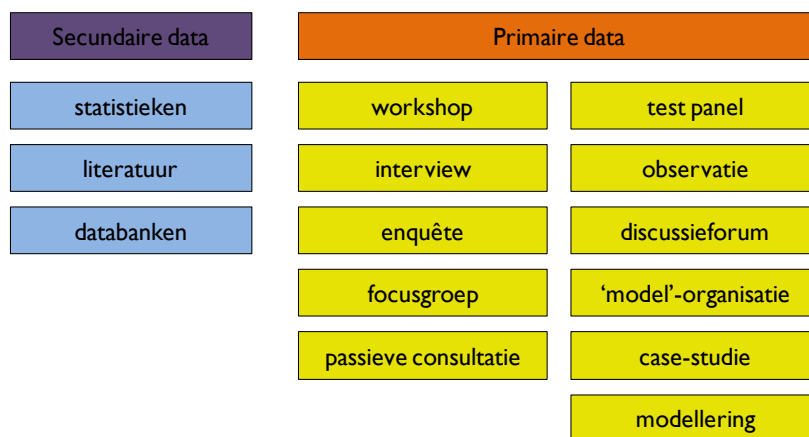 Secundaire data
Primaire data
statistieken
workshop
test panel
literatuur
interview
observatie
databanken
enquête
discussieforum
focusgroep
‘model’-organisatie
passieve consultatie
case-studie
modellering